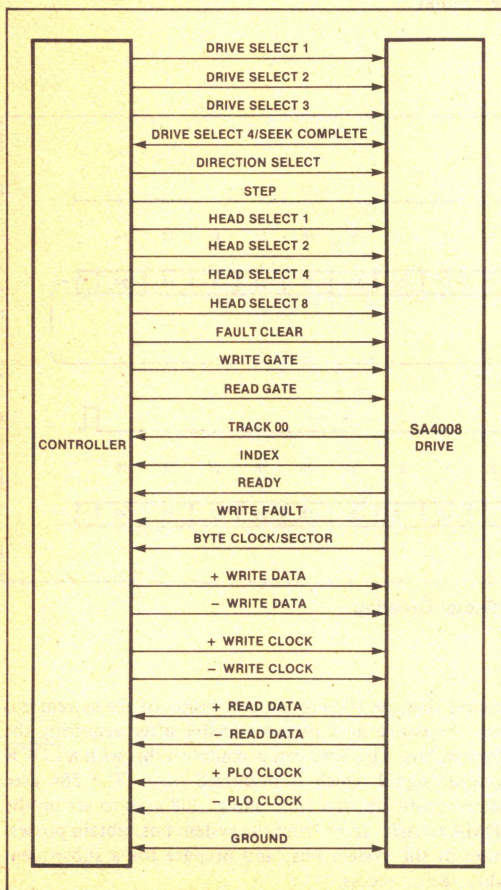 DRIVE SELECT 1
DRIVE SELECT 2
DRIVE SELECT 3
DRIVE SELECT 4/SEEK COMPLETE
DIRECTION SELECT
STEP
HEAD SELECT 1
HEAD SELECT 2
HEAD SELECT 4
HEAD SELECT 8
FAULT CLEAR
WRITE GATE
READ GATE
TRACK 00
CONTROLLER
SA4008
DRIVE
INDEX
READY
WRITE FAULT
BYTE CLOCK/SECTOR
+ WRITE DATA
− WRITE DATA
+ WRITE CLOCK
− WRITE CLOCK
+ READ DATA
− READ DATA
+ PLO CLOCK
− PLO CLOCK
GROUND